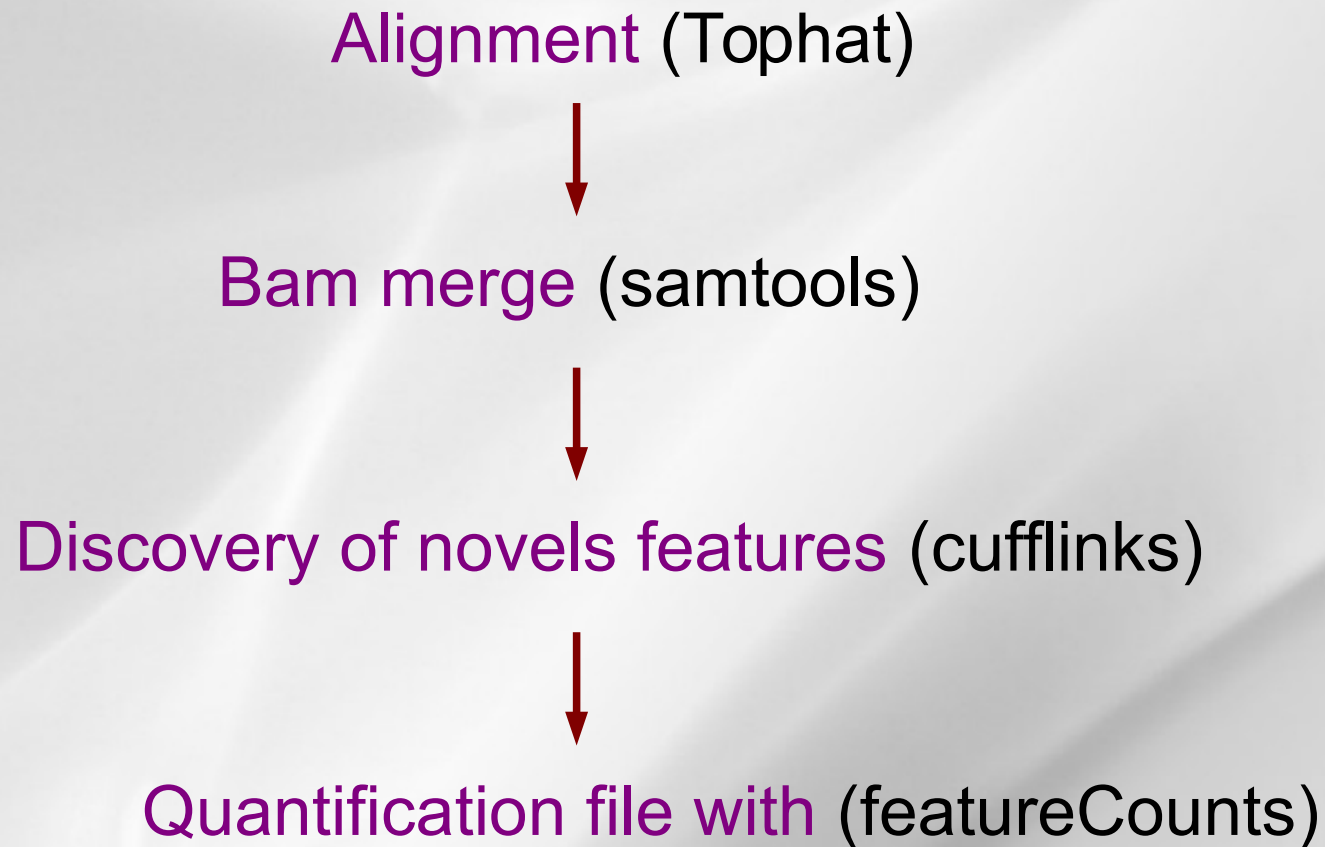 Alignment (Tophat)
Bam merge (samtools)
Discovery of novels features (cufflinks)
Quantification file with (featureCounts)